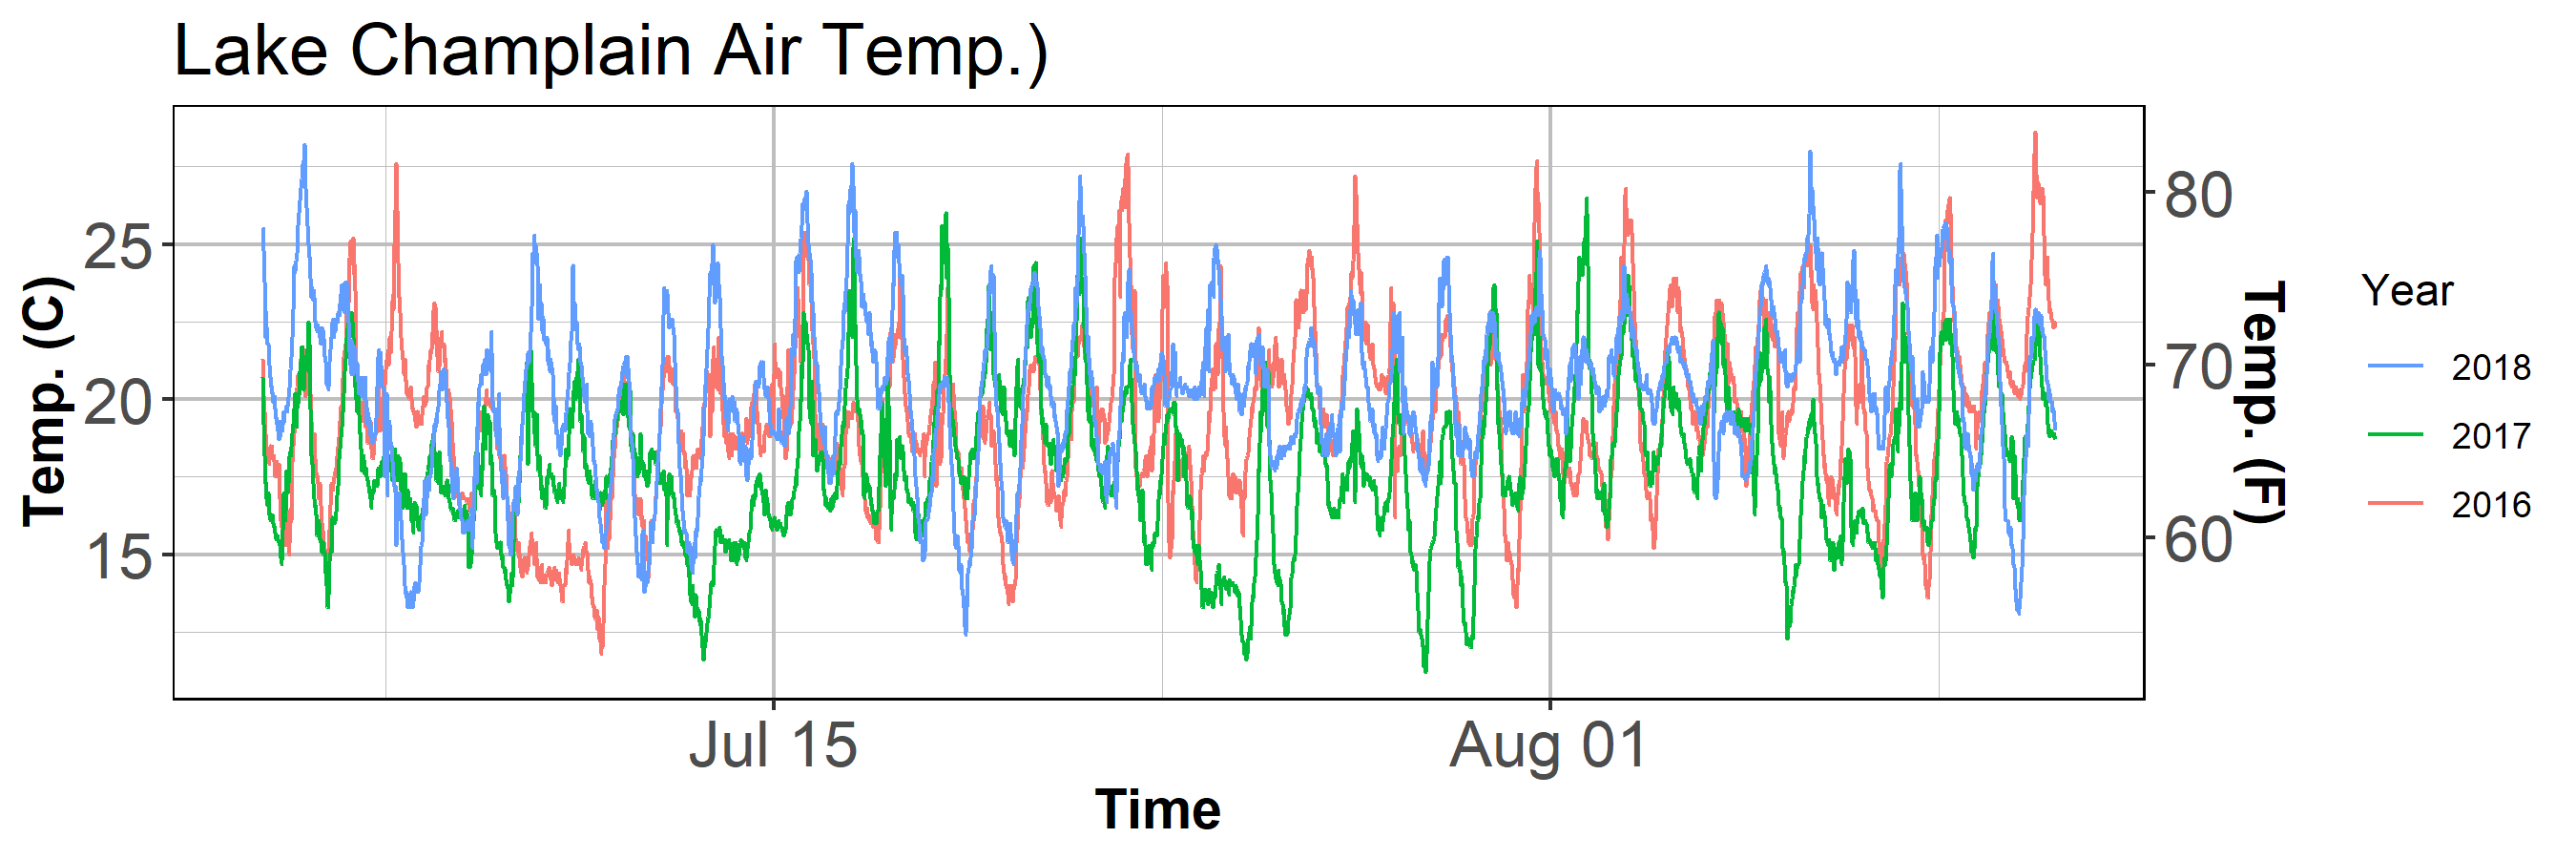 Lake Champlain Air Temp.)
Temp. (C)
25
20
15
80
70
60
Temp. (F)
Jul 15
Aug 01
Time
Year
2018
2017
2016